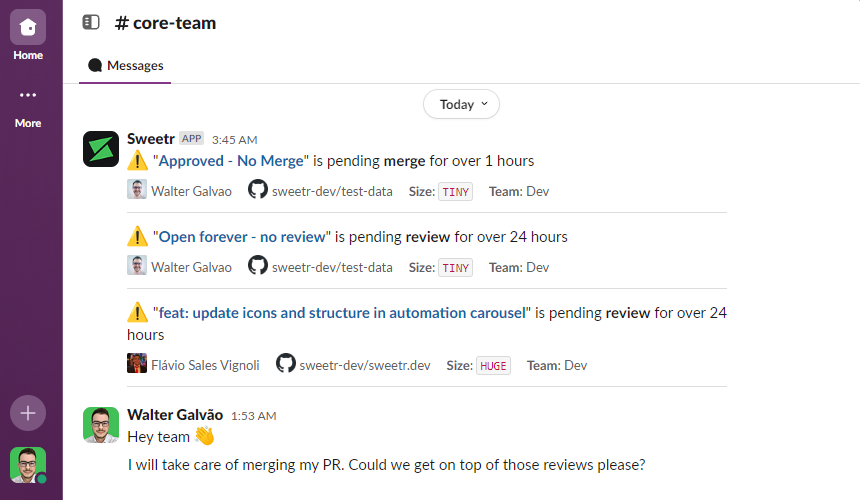 Home
More
# core-team
Messages
Today
Sweetr APP 3:45 AM
"Approved - No Merge" is pending merge for over 1 hours
Walter Galvao sweetr-dev/test-data Size: TINY Team: Dev
"Open forever - no review" is pending review for over 24 hours
Walter Galvao sweetr-dev/test-data Size: TINY Team: Dev
"feat: update icons and structure in automation carousel" is pending review for over 24
hours
Flávio Sales Vignoli sweetr-dev/sweetr.dev Size: HUGE Team: Dev
Walter Galvão 1:53 AM
Hey team 👋
I will take care of merging my PR. Could we get on top of those reviews please?